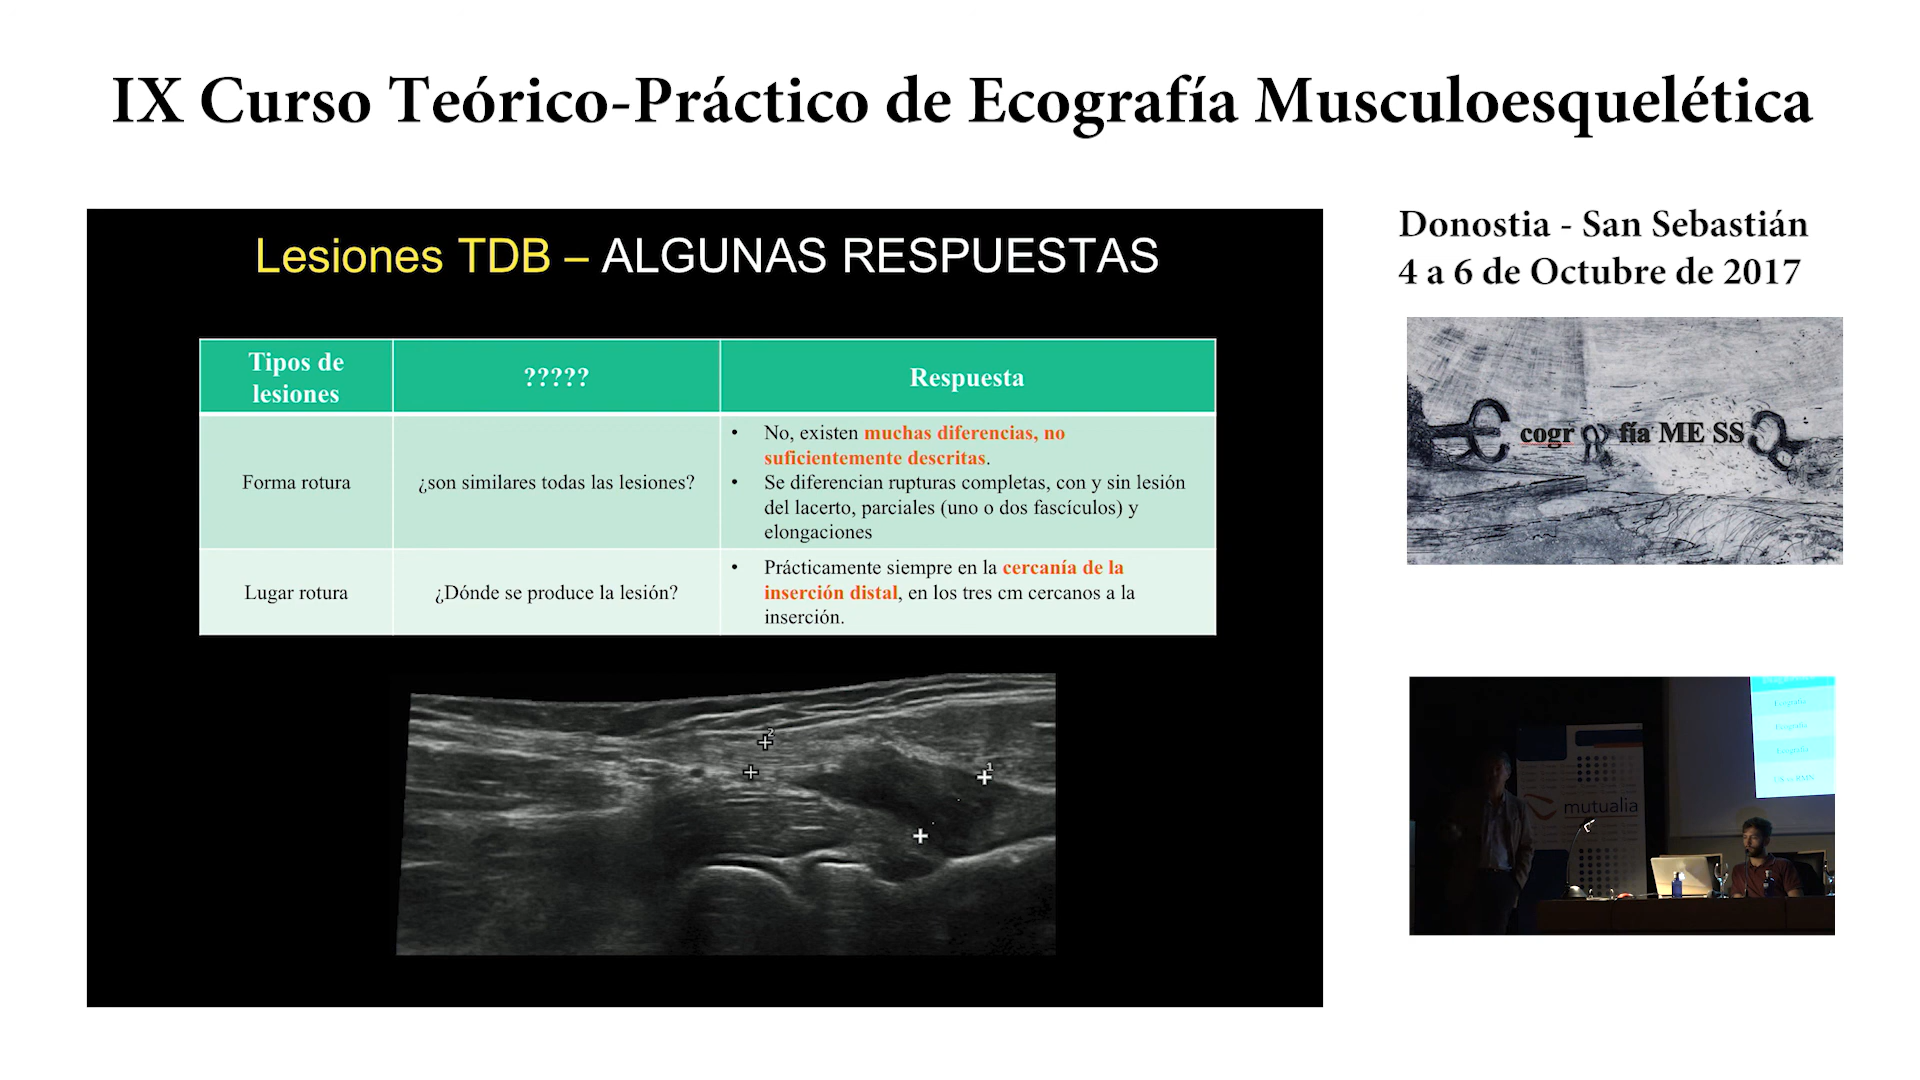 IX Curso Teórico-Práctico de Ecografía Musculoesquelética
Donostia - San Sebastián
4 a 6 de Octubre de 2017
Lesiones TDB – ALGUNAS RESPUESTAS
Tipos de
lesiones
?????
Respuesta
Forma rotura
¿son similares todas las lesiones?
• No, existen muchas diferencias, no
suficientemente descritas.
• Se diferencian rupturas completas, con y sin lesión
del lacerto, parciales (uno o dos fascículos) y
elongaciones
Lugar rotura
¿Dónde se produce la lesión?
• Prácticamente siempre en la cercanía de la
inserción distal, en los tres cm cercanos a la
inserción.
2
1
cogr fía ME SS
mutualia